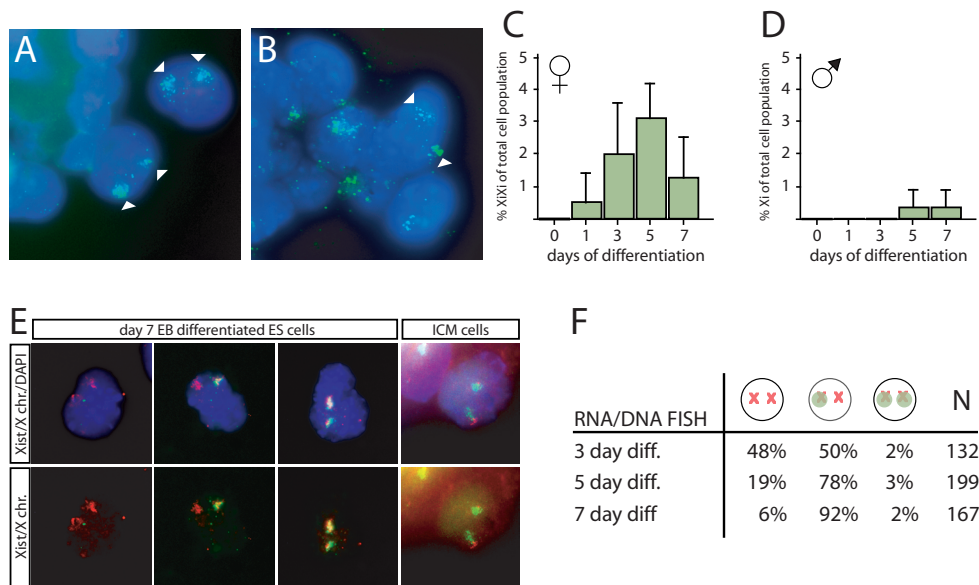 A
B
C
% XiXi of total cell population
5
4
3
2
1
0 1 3 5 7
days of differentiation
D
% Xi of total cell population
5
4
3
2
1
0 1 3 5 7
days of differentiation
E
day 7 EB differentiated ES cells
ICM cells
Xist/X chr./DAPI
Xist/X chr.
F
RNA/DNA FISH N
3 day diff. 48% 50% 2% 132
5 day diff. 19% 78% 3% 199
7 day diff 6% 92% 2% 167